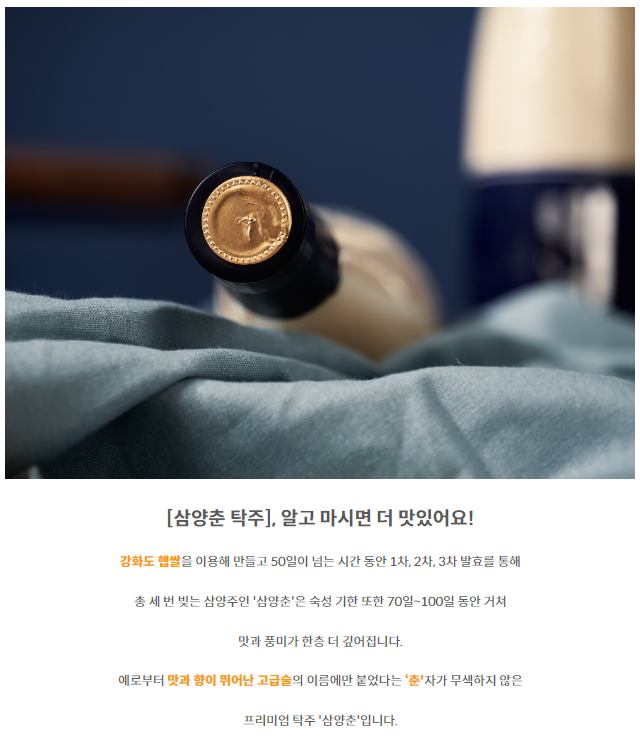 [삼양춘 탁주], 알고 마시면 더 맛있어요!
강화도 햅쌀을 이용해 만들고 50일이 넘는 시간 동안 1차, 2차, 3차 발효를 통해
총 세 번 빚는 삼양주인 '삼양춘'은 숙성 기한 또한 70일~100일 동안 거쳐
맛과 풍미가 한층 더 깊어집니다.
예로부터 맛과 향이 뛰어난 고급술의 이름에만 붙었다는 '춘'자가 무색하지 않은
프리미엄 탁주 '삼양춘'입니다.